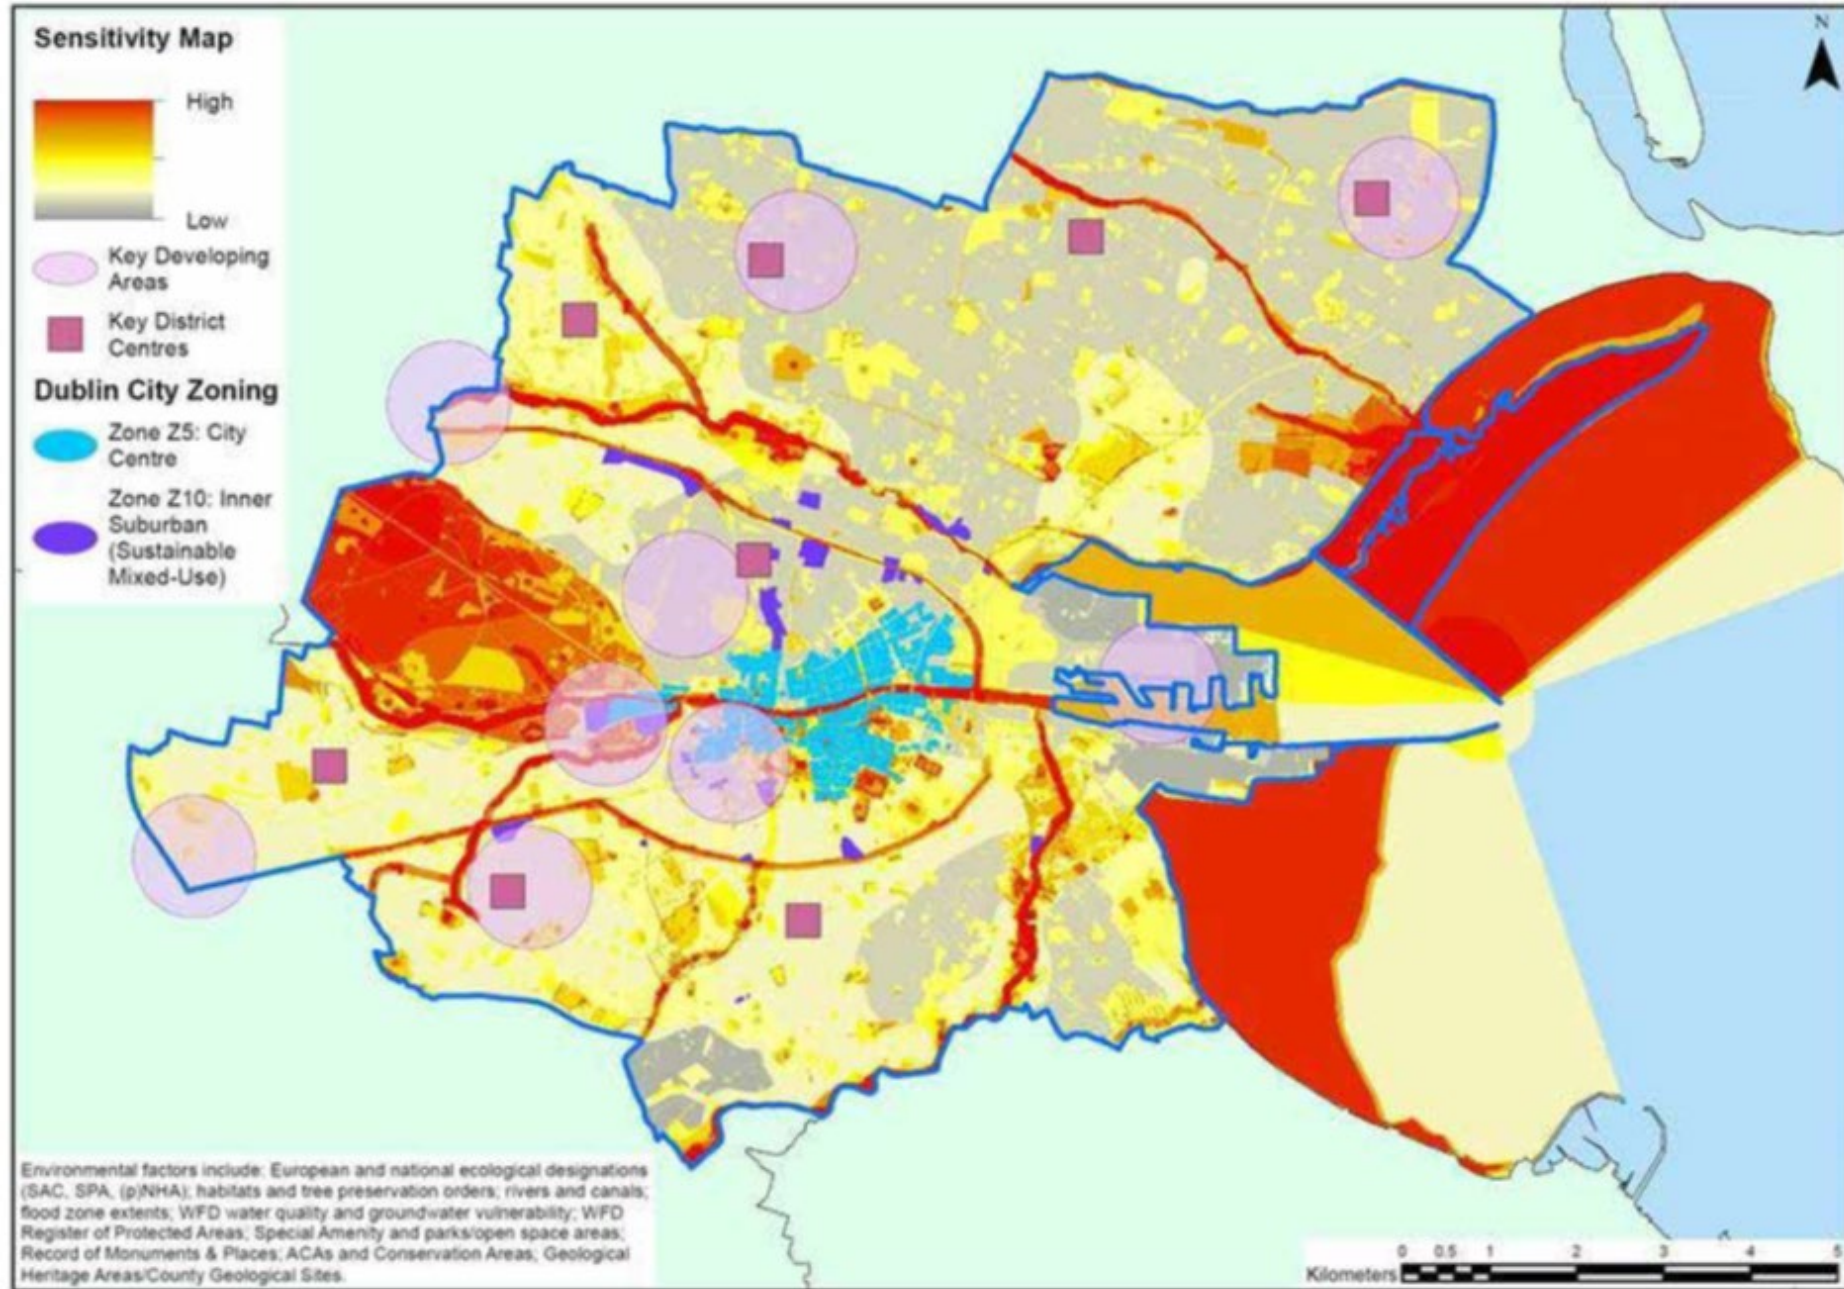 Sensitivity Map
High
Low
Key Developing
Areas
Key District
Centres
Dublin City Zoning
Zone Z5: City
Centre
Zone Z10: Inner
Suburban
(Sustainable
Mixed-Use)
N
Environmental factors include: European and national ecological designations
(SAC, SPA, (p)NHA); habitats and tree preservation orders; rivers and canals;
flood zone extents; WFD water quality and groundwater vulnerability; WFD
Register of Protected Areas; Special Amenity and parks/open space areas;
Record of Monuments & Places; ACAs and Conservation Areas; Geological
Heritage Areas/County Geological Sites.
0 0.5 1 2 3 4 5
Kilometers